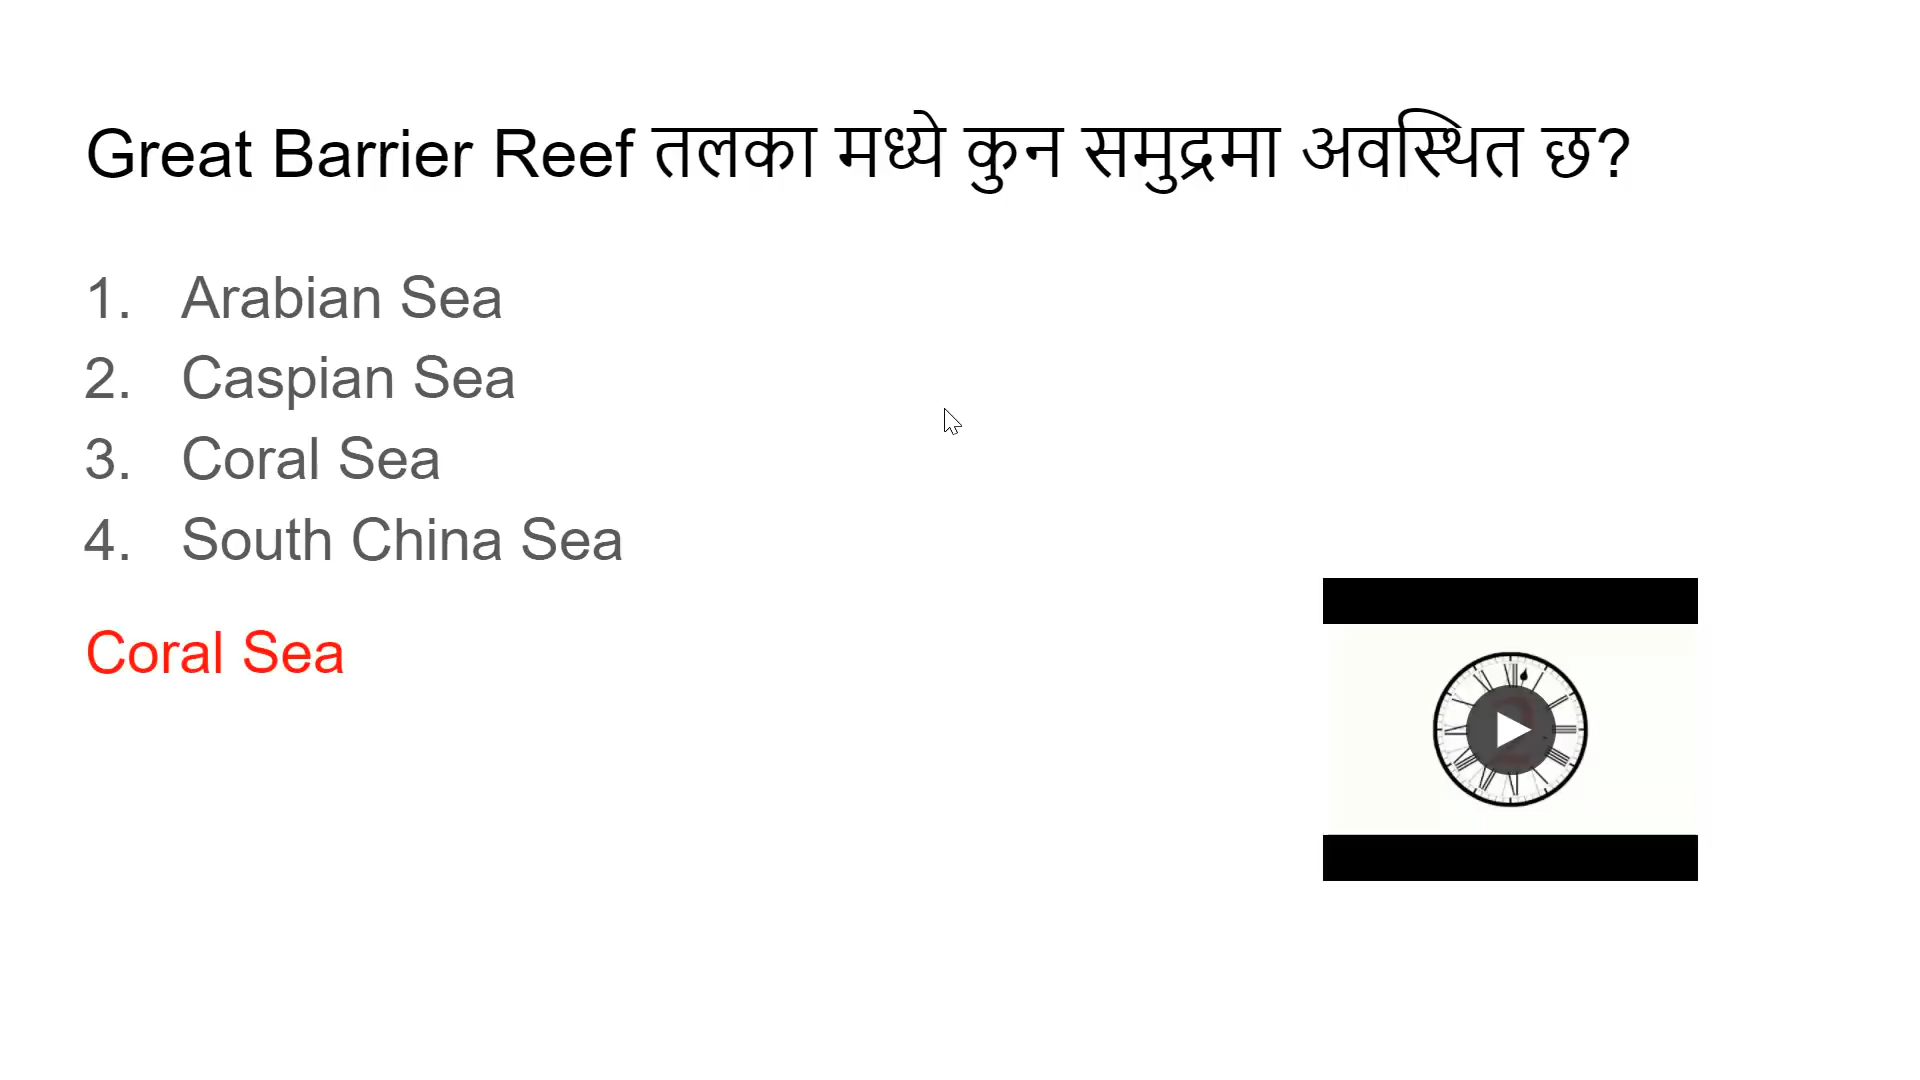 Great Barrier Reef तलका मध्ये कुन समुद्रमा अवस्थित छ?
1. Arabian Sea
2. Caspian Sea
3. Coral Sea
4. South China Sea
Coral Sea